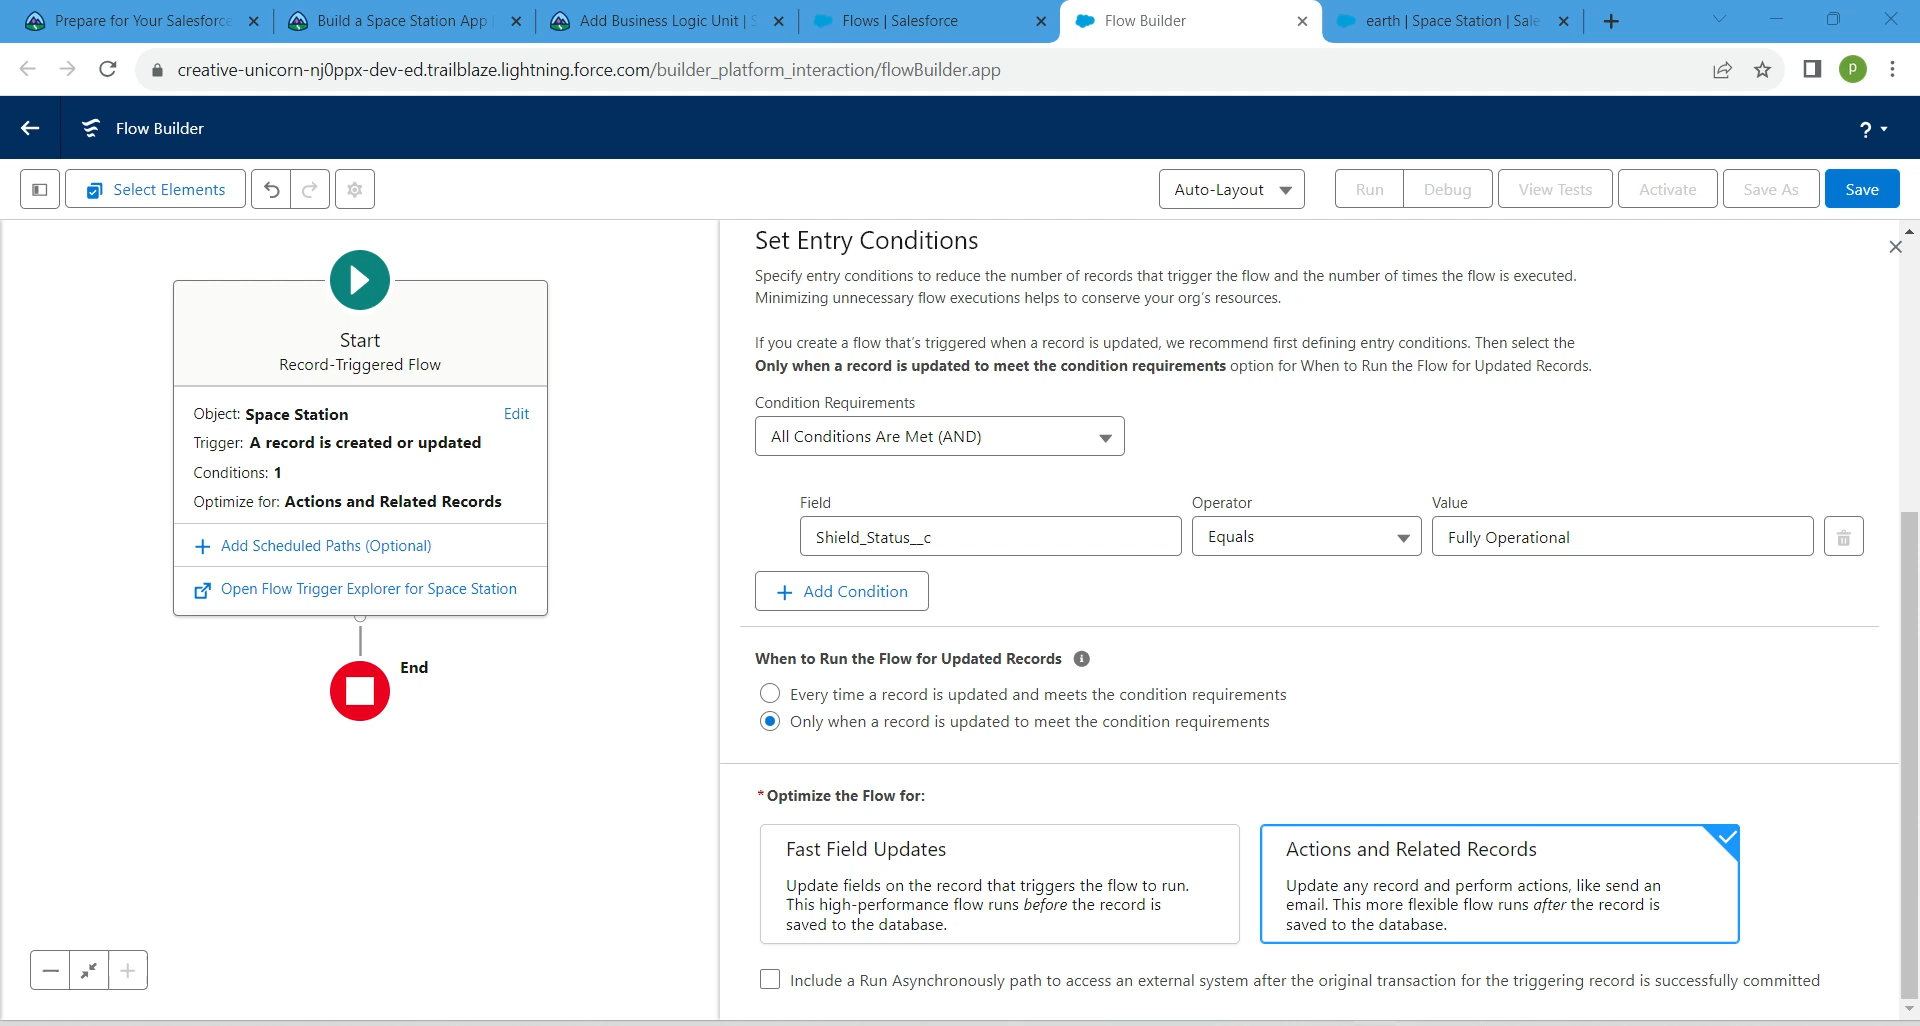 Prepare for Your Salesforce
Build a Space Station App
Add Business Logic Unit | S
Flows | Salesforce
Flow Builder
earth | Space Station | Sale
creative-unicorn-nj0ppx-dev-ed.trailblaze.lightning.force.com/builder_platform_interaction/flowBuilder.app
p
Flow Builder
?
Select Elements
Auto-Layout
Run
Debug
View Tests
Activate
Save As
Save
Start
Record-Triggered Flow
Object: Space Station
Edit
Trigger: A record is created or updated
Conditions: 1
Optimize for: Actions and Related Records
Add Scheduled Paths (Optional)
Open Flow Trigger Explorer for Space Station
End
Set Entry Conditions
Specify entry conditions to reduce the number of records that trigger the flow and the number of times the flow is executed.
Minimizing unnecessary flow executions helps to conserve your org's resources.
If you create a flow that's triggered when a record is updated, we recommend first defining entry conditions. Then select the
Only when a record is updated to meet the condition requirements option for When to Run the Flow for Updated Records.
Condition Requirements
All Conditions Are Met (AND)
Field
Operator
Value
Shield_Status__c
Equals
Fully Operational
Add Condition
When to Run the Flow for Updated Records
Every time a record is updated and meets the condition requirements
Only when a record is updated to meet the condition requirements
*Optimize the Flow for:
Fast Field Updates
Update fields on the record that triggers the flow to run.
This high-performance flow runs before the record is
saved to the database.
Actions and Related Records
Update any record and perform actions, like send an
email. This more flexible flow runs after the record is
saved to the database.
Include a Run Asynchronously path to access an external system after the original transaction for the triggering record is successfully committed